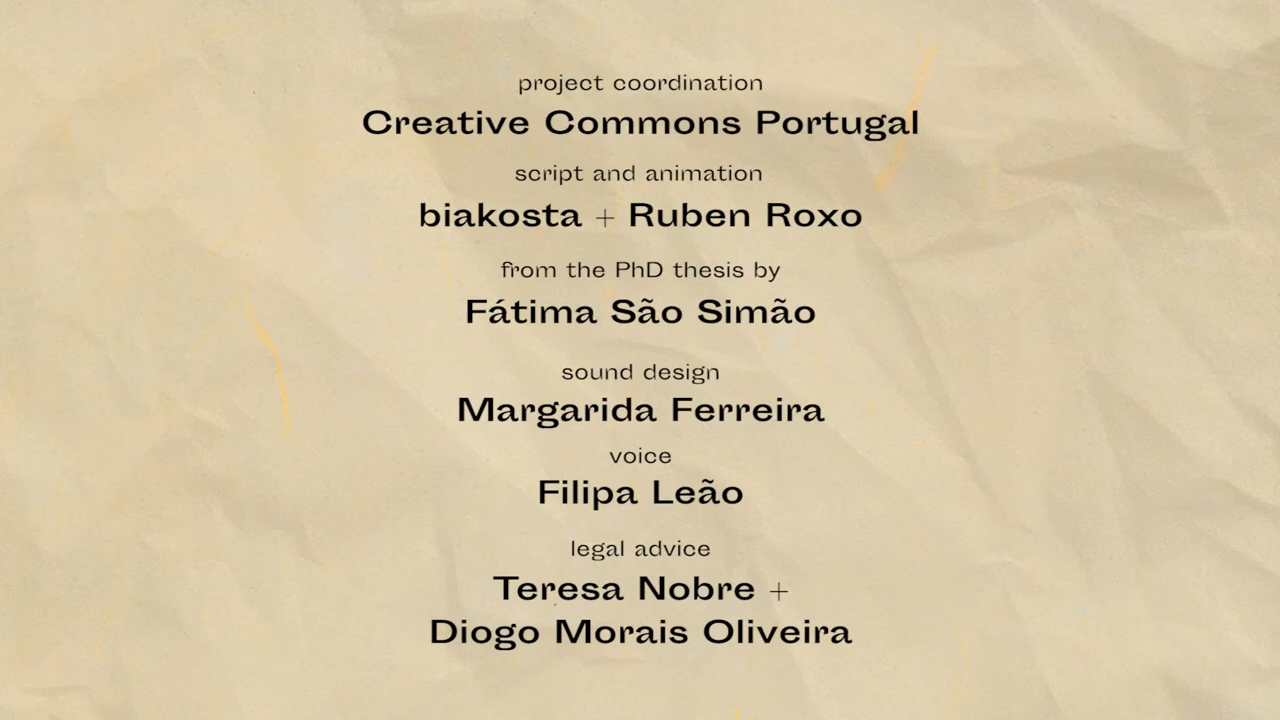 project coordination
Creative Commons Portugal
script and animation
biakosta + Ruben Roxo
from the PhD thesis by
Fátima São Simão
sound design
Margarida Ferreira
voice
Filipa Leão
legal advice
Teresa Nobre +
Diogo Morais Oliveira